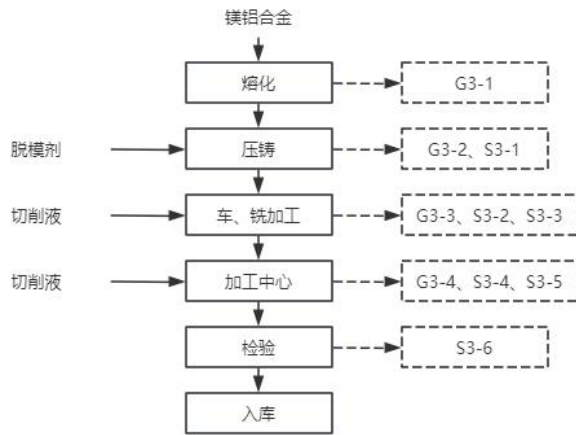 镁铝合金
熔化
G3-1
脱模剂
压铸
G3-2、S3-1
切削液
车、铣加工
G3-3、S3-2、S3-3
切削液
加工中心
G3-4、S3-4、S3-5
检验
S3-6
入库